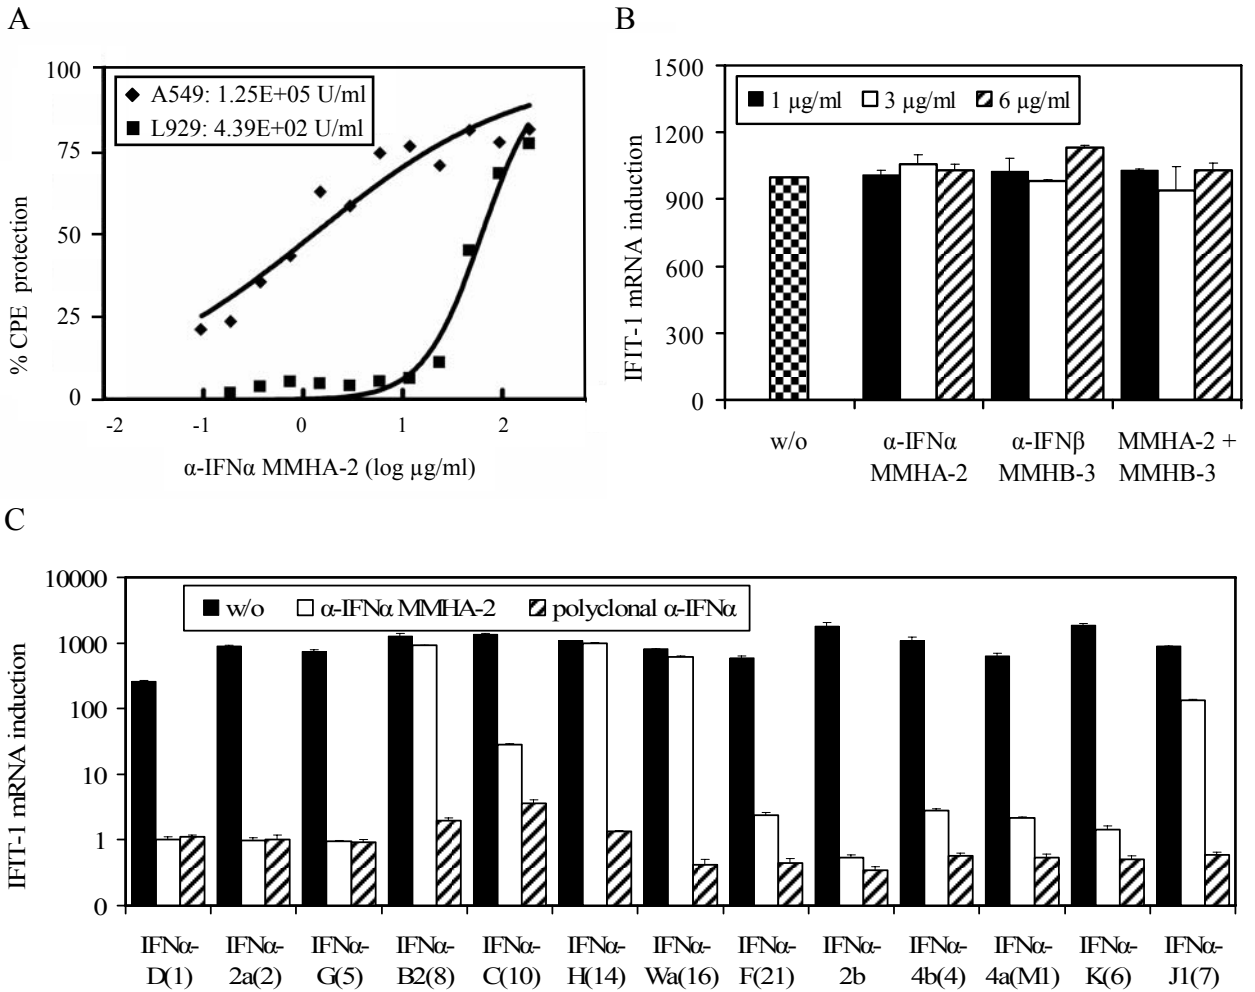 A
100
75
50
25
0
% CPE protection
A549: 1.25E+05 U/ml
L929: 4.39E+02 U/ml
-2 -1 0 1 2
α-IFNα MMHA-2 (log µg/ml)
B
1500
1200
900
600
300
0
IFIT-1 mRNA induction
1 µg/ml 3 µg/ml 6 µg/ml
w/o α-IFNα α-IFNβ MMHA-2 +
MMHA-2 MMHB-3 MMHB-3
C
10000
1000
100
10
1
0
IFIT-1 mRNA induction
w/o α-IFNα MMHA-2 polyclonal α-IFNα
IFNα- IFNα- IFNα- IFNα- IFNα- IFNα- IFNα- IFNα- IFNα- IFNα- IFNα- IFNα- IFNα-
D(1) 2a(2) G(5) B2(8) C(10) H(14) Wa(16) F(21) 2b 4b(4) 4a(M1) K(6) J1(7)